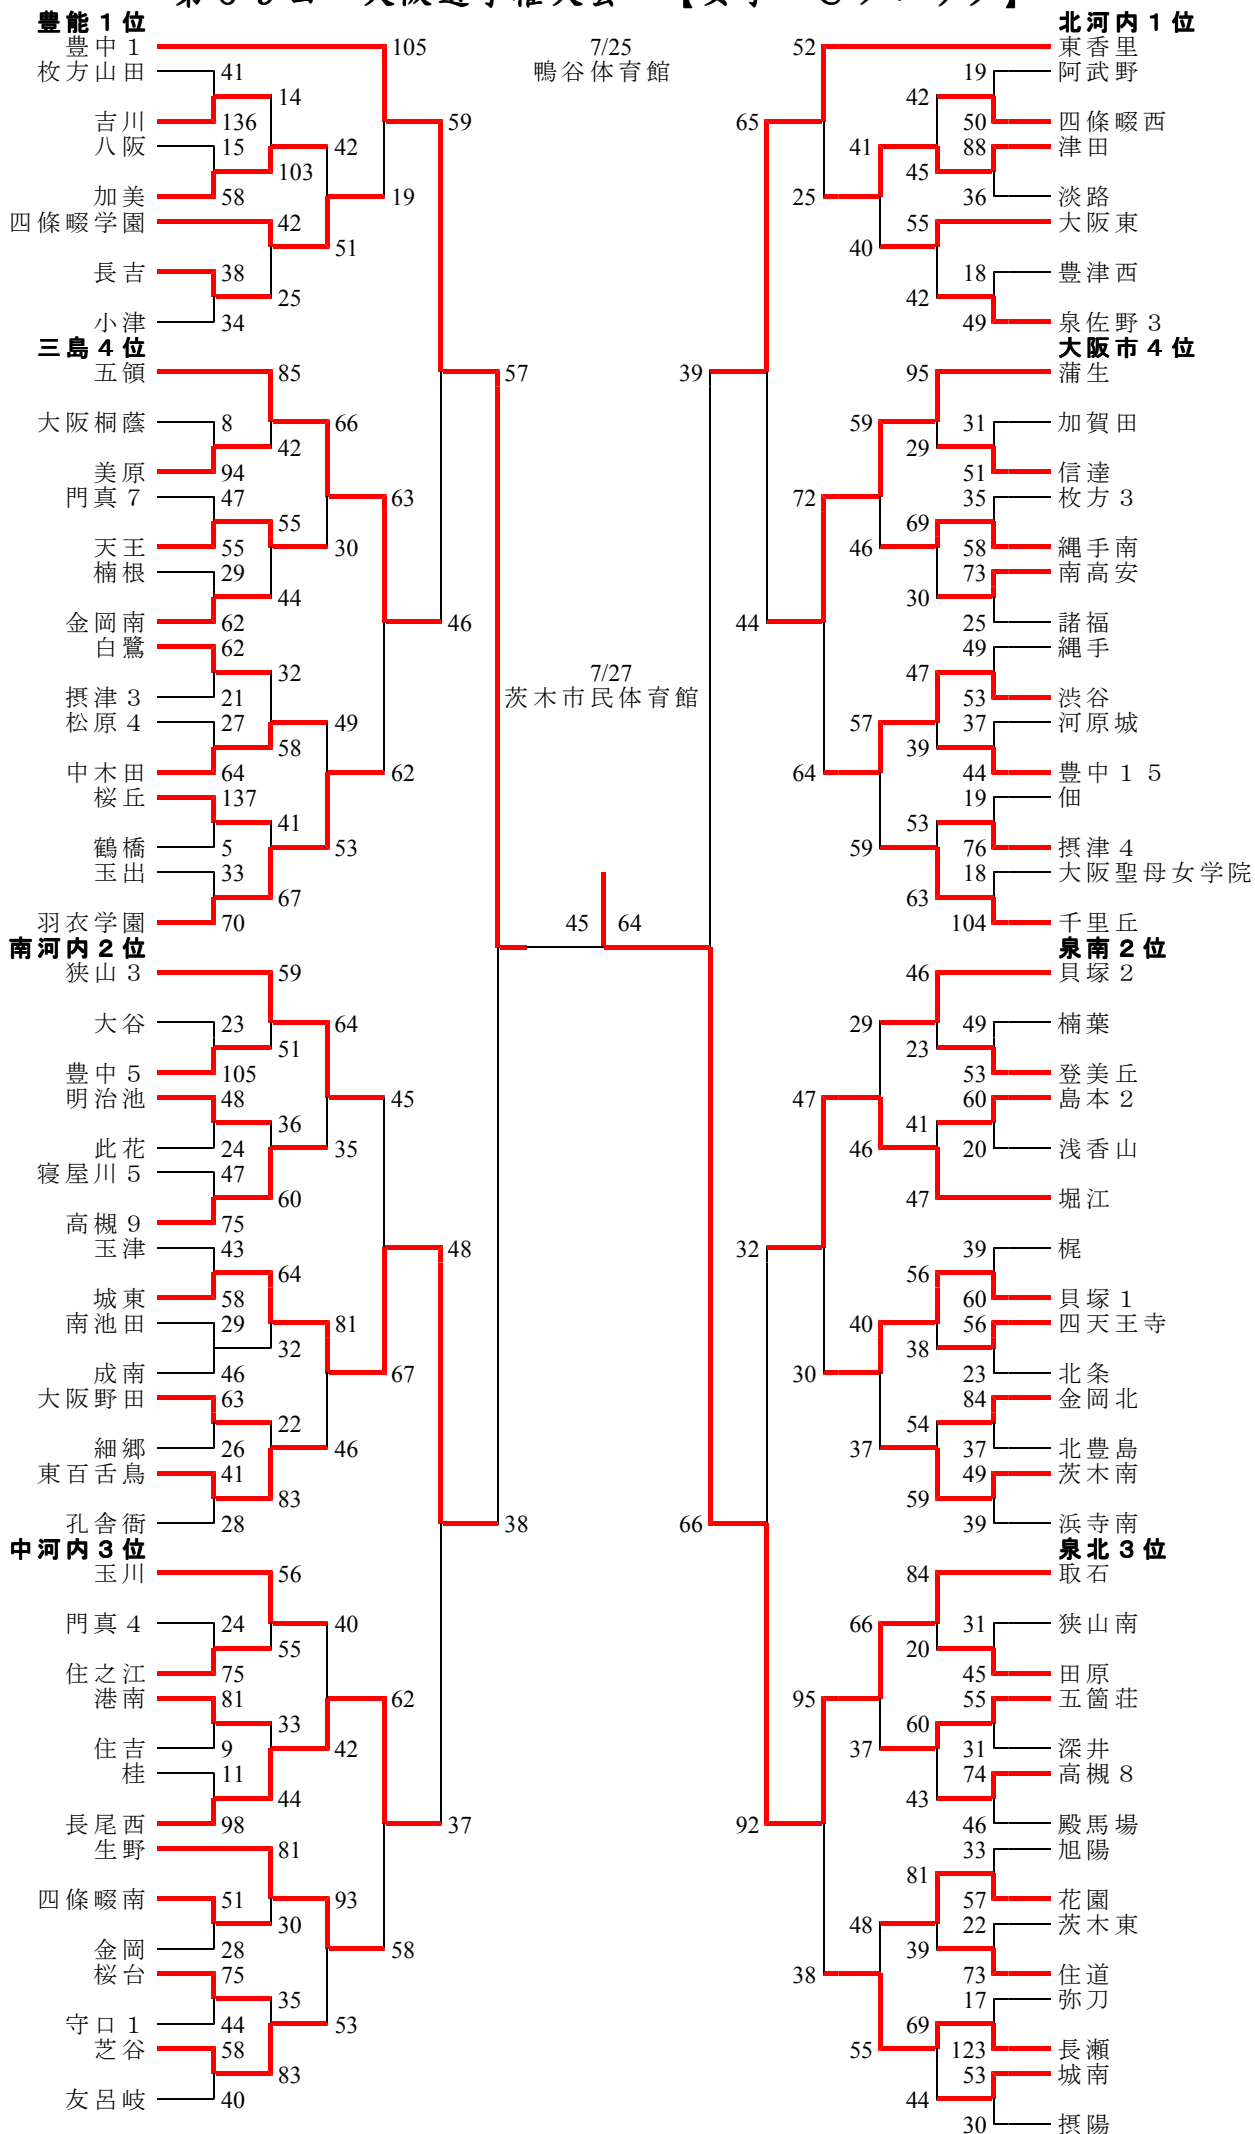 大阪選手権大会 【女子
豊能１位
豊中１ 105
枚方山田 41
14
吉川 136
59
八阪 15
42
103
加美 58
19
四條畷学園 42
51
長吉 38
25
小津 34
三島４位
五領 85
57
大阪桐蔭 8
66
42
美原 94
門真７ 47
63
55
天王 55
30
楠根 29
44
金岡南 62
46
白鷺 62
32
摂津３ 21
松原４ 27
49
58
中木田 64
62
桜丘 137
41
鶴橋 5
53
玉出 33
67
羽衣学園 70
南河内２位
狭山３ 59
大谷 23
64
51
豊中５ 105
明治池 48
45
36
此花 24
35
寝屋川５ 47
60
高槻９ 75
玉津 43
48
64
城東 58
南池田 29
81
32
成南 46
67
大阪野田 63
22
細郷 26
46
東百舌鳥 41
83
孔舎衙 28
38
中河内３位
玉川 56
門真４ 24
40
55
住之江 75
港南 81
62
33
住吉 9
42
桂 11
44
長尾西 98
37
生野 81
四條畷南 51
93
30
金岡 28
58
桜台 75
35
守口１ 44
53
芝谷 58
83
友呂岐 40
7/25
鴨谷体育館
7/27
茨木市民体育館
45 64
北河内１位
52 東香里
19 阿武野
42
65
50 四條畷西
41
88 津田
45
25
36 淡路
55 大阪東
40
18 豊津西
42
49 泉佐野３
大阪市４位
39
95 蒲生
59
31 加賀田
29
51 信達
72
35 枚方３
69
46
58 縄手南
73 南高安
30
44
25 諸福
49 縄手
47
53 渋谷
57
37 河原城
39
64
44 豊中１５
19 佃
53
59
76 摂津４
18 大阪聖母女学院
63
104 千里丘
泉南２位
46 貝塚２
29
49 楠葉
23
53 登美丘
47
60 島本２
41
46
20 浅香山
47 堀江
32
39 梶
56
60 貝塚１
40
56 四天王寺
38
30
23 北条
84 金岡北
54
37
37 北豊島
49 茨木南
59
66
39 浜寺南
泉北３位
84 取石
66
31 狭山南
20
45 田原
95
55 五箇荘
60
37
31 深井
74 高槻８
43
92
46 殿馬場
33 旭陽
81
57 花園
48
22 茨木東
39
38
73 住道
17 弥刀
69
55
123 長瀬
53 城南
44
30 摂陽